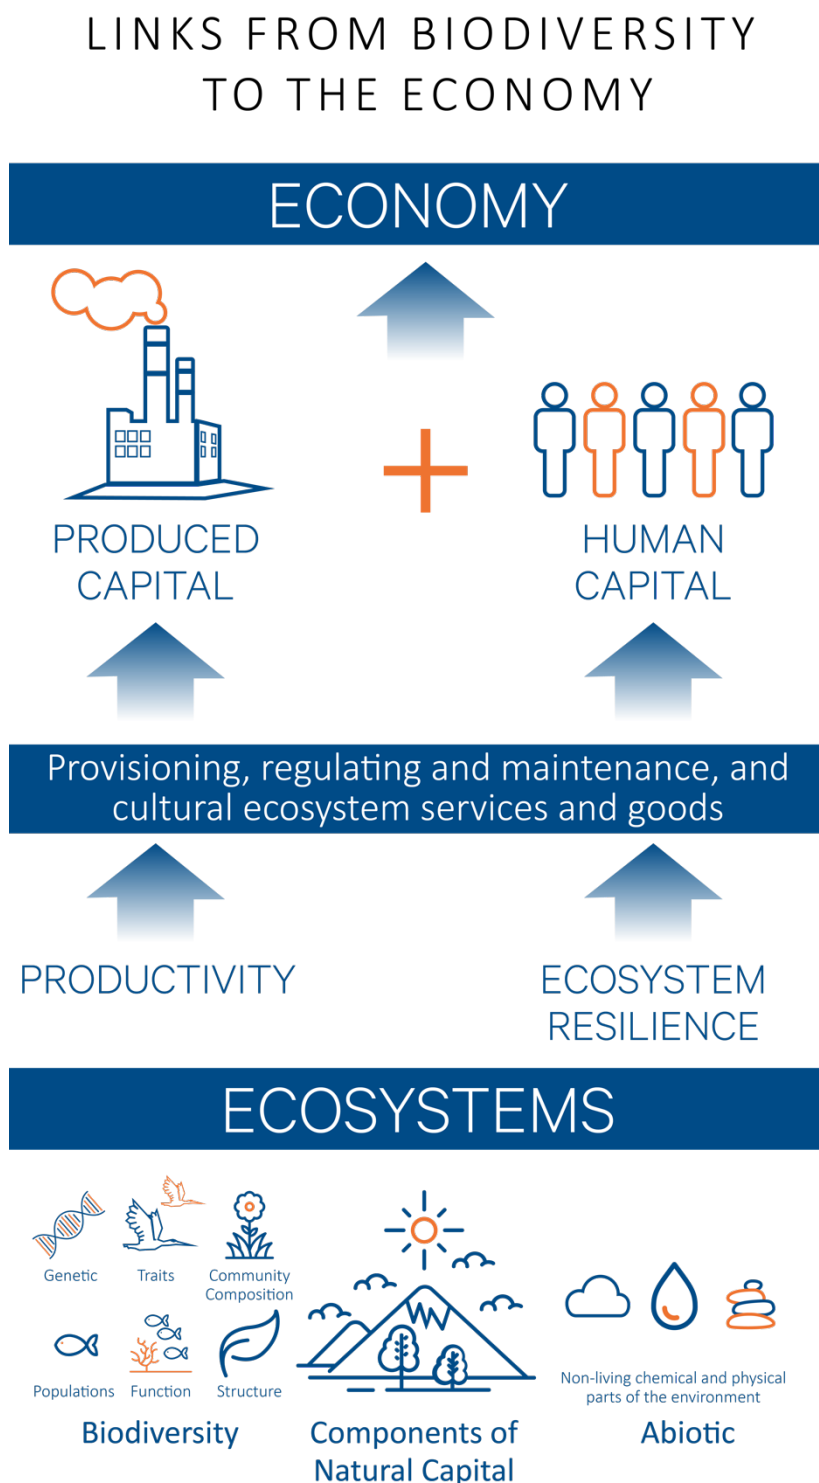 LINKS FROM BIODIVERSITY
TO THE ECONOMY
ECONOMY
PRODUCED
CAPITAL
HUMAN
CAPITAL
Provisioning, regulating and maintenance, and
cultural ecosystem services and goods
PRODUCTIVITY
ECOSYSTEM
RESILIENCE
ECOSYSTEMS
Genetic
Traits
Community
Composition
Populations
Function
Structure
Biodiversity
Components of
Natural Capital
Non-living chemical and physical
parts of the environment
Abiotic